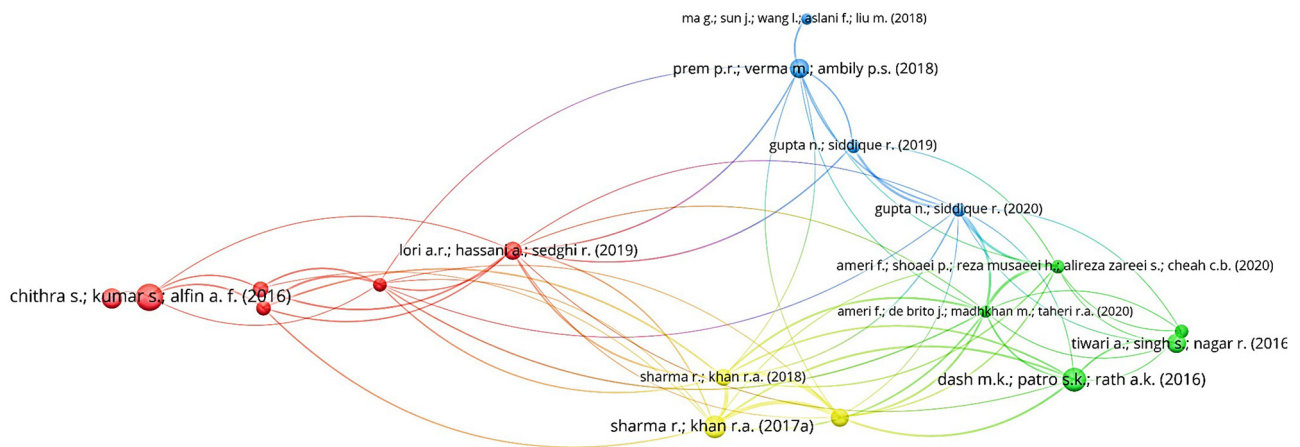 ma g.; sun j.; wang l.; aslani f.; liu m. (2018)
prem p.r.; verma m.; ambily p.s. (2018)
gupta n.; siddique r. (2019)
gupta n.; siddique r. (2020)
lori a.r.; hassani a.; sedghi r. (2019)
ameri f.; shoaei p.; reza musaeei h.; alireza zareei s.; cheah c.b. (2020)
chithra s.; kumar s.; alfin a. f. (2016)
ameri f.; de brito j.; madhkhan m.; taheri r.a. (2020)
tiwari a.; singh s.; nagar r. (2016
sharma r.; khan r.a. (2018)
dash m.k.; patro s.k.; rath a.k. (2016)
sharma r.; khan r.a. (2017a)